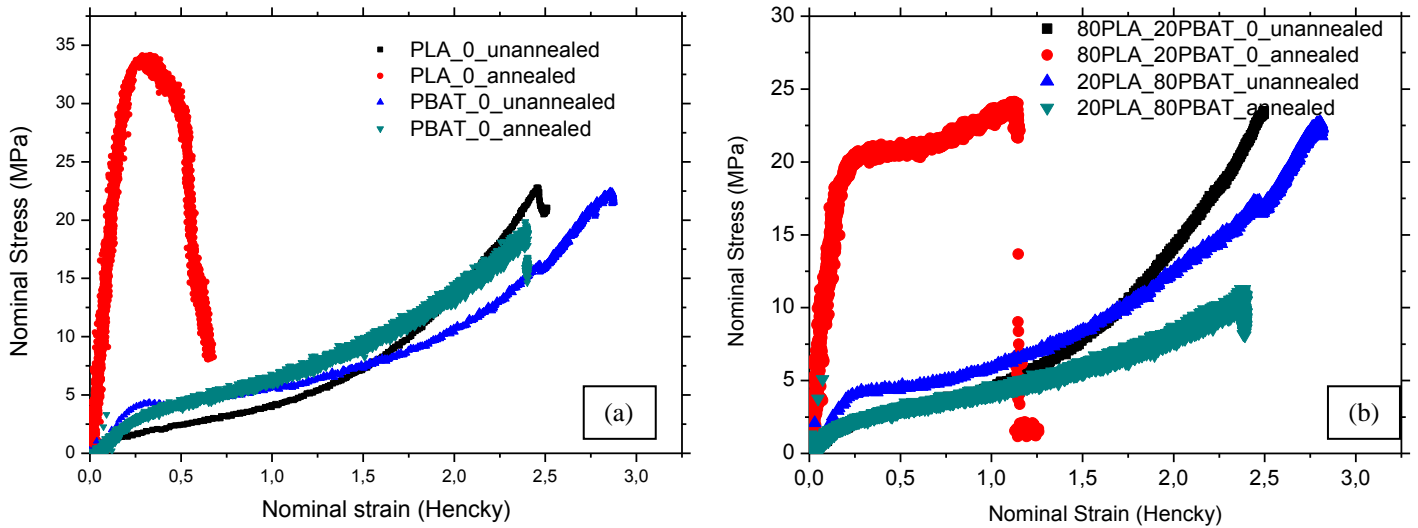 35
30
25
20
15
10
5
0
Nominal Stress (MPa)
PLA_0_unannealed
PLA_0_annealed
PBAT_0_unannealed
PBAT_0_annealed
(a)
0,0 0,5 1,0 1,5 2,0 2,5 3,0
Nominal strain (Hencky)
30
25
20
15
10
5
0
Nominal Stress (MPa)
80PLA_20PBAT_0_unannealed
80PLA_20PBAT_0_annealed
20PLA_80PBAT_unannealed
20PLA_80PBAT_annealed
(b)
0,0 0,5 1,0 1,5 2,0 2,5 3,0
Nominal Strain (Hencky)